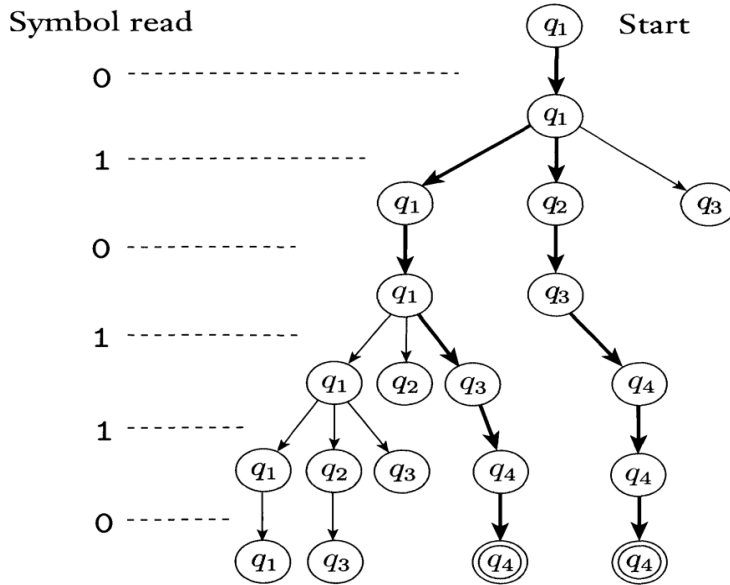 Symbol read q1 Start
0
q1
1
q1 q2 q3
0
q1 q3
1
q1 q2 q3 q4
1
q1 q2 q3 q4 q4
0
q1 q3 q4 q4